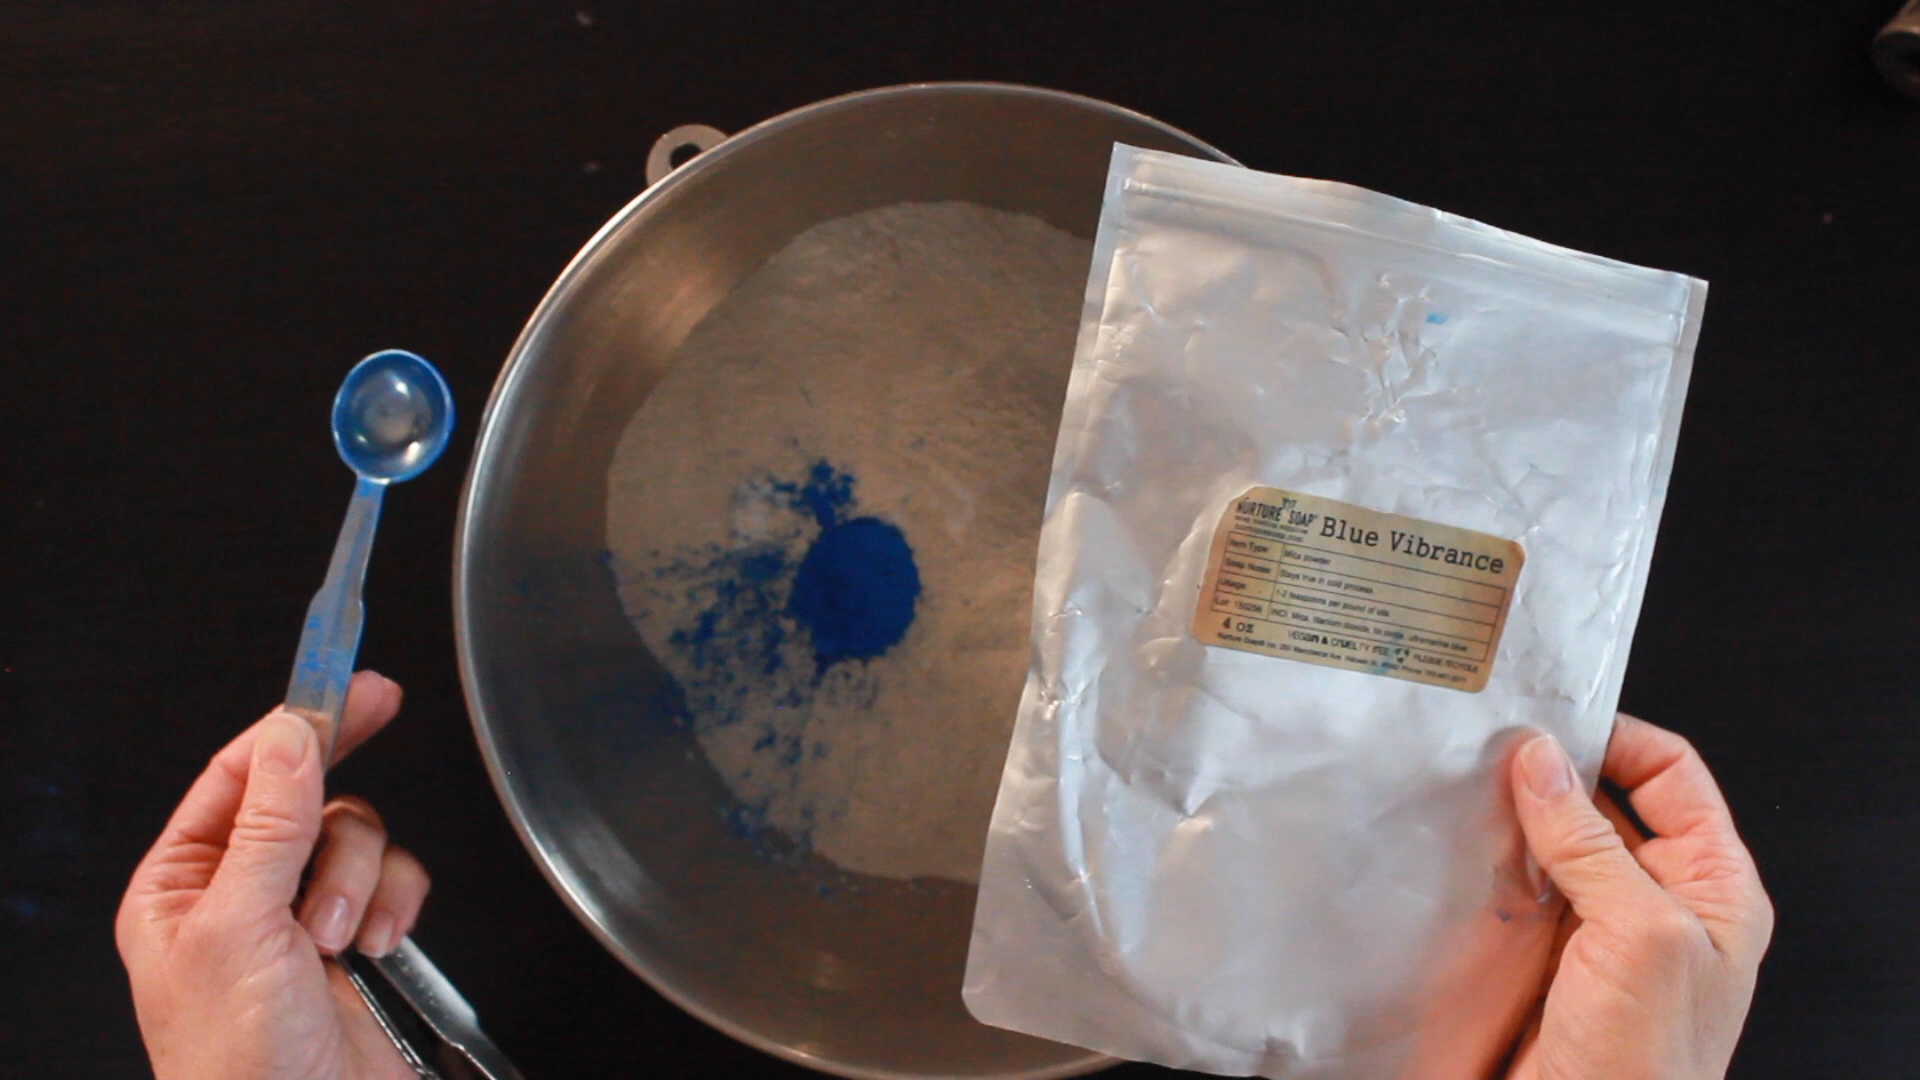 NURTURE SOAP
Blue Vibrance
Item Type: Mica powder
Soap Notes: Stays true in cold process
Usage: 1-2 teaspoons per pound of oils
INCI: Mica, titanium dioxide, tin oxide, ultramarine blue
4 oz VEGAN & CRUELTY FREE PLEASE RECYCLE